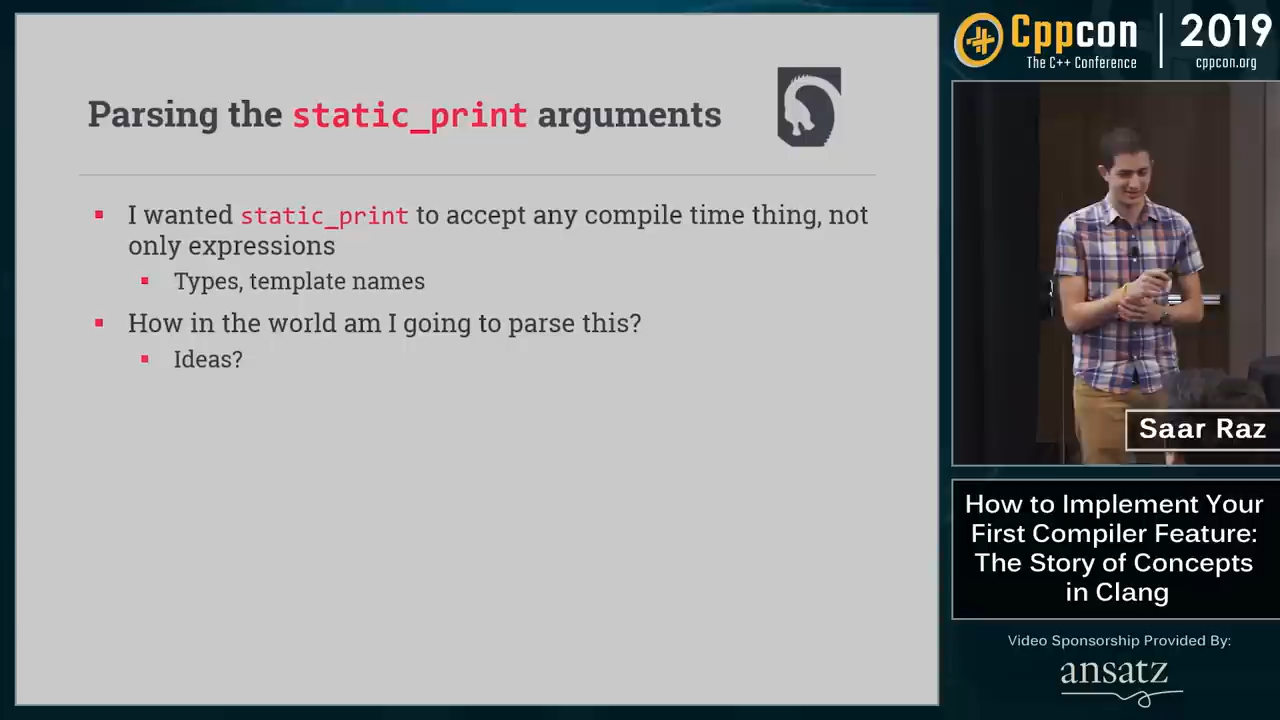 Parsing the static_print arguments
I wanted static_print to accept any compile time thing, not
only expressions
Types, template names
How in the world am I going to parse this?
Ideas?
Cppcon | 2019
The C++ Conference
cppcon.org
Saar Raz
How to Implement Your
First Compiler Feature:
The Story of Concepts
in Clang
Video Sponsorship Provided By:
ansatz